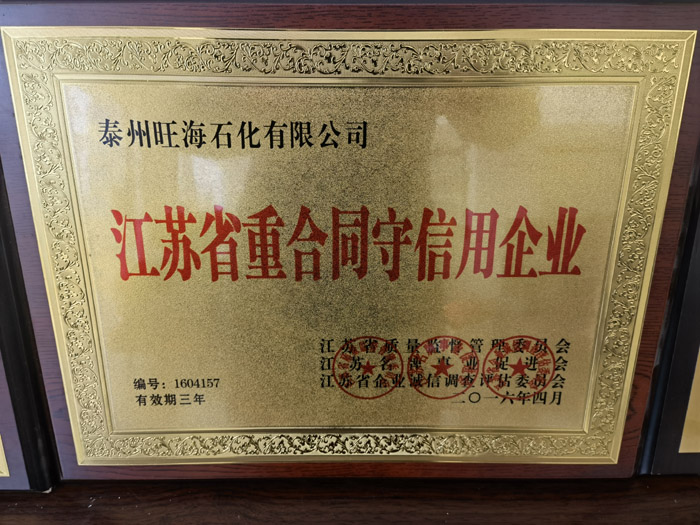 泰州旺海石化有限公司
江苏省重合同守信用企业
江苏省质量监督管理委员会
江苏名牌事业促进会
江苏省企业诚信调查评估委员会
编号：1604157
有效期三年
二〇一六年四月